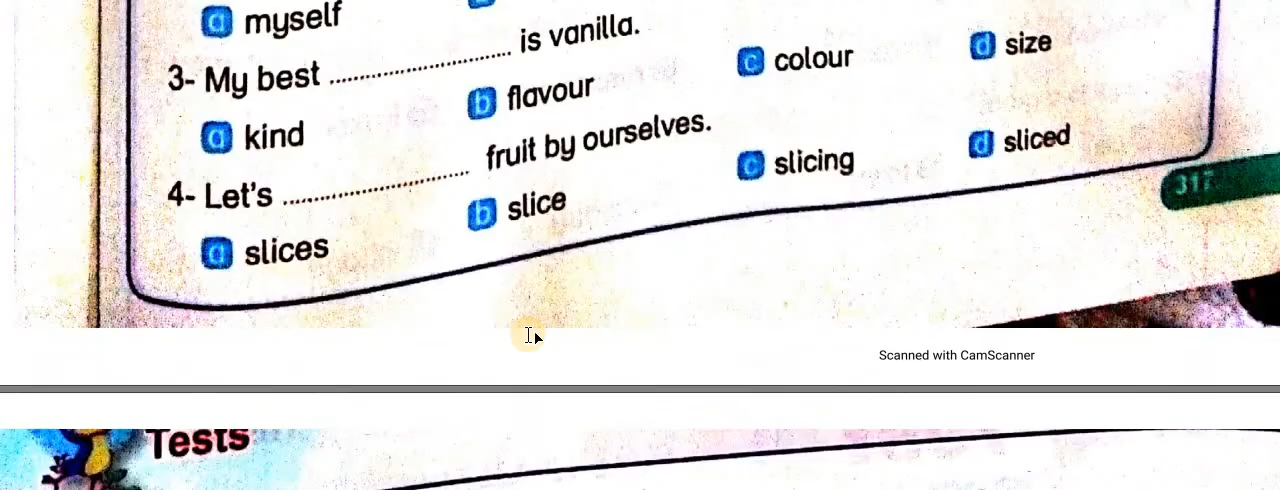 a myself
3- My best .................... is vanilla.
a kind b flavour c colour d size
4- Let's .................... fruit by ourselves.
a slices b slice c slicing d sliced
317
Scanned with CamScanner
Tests